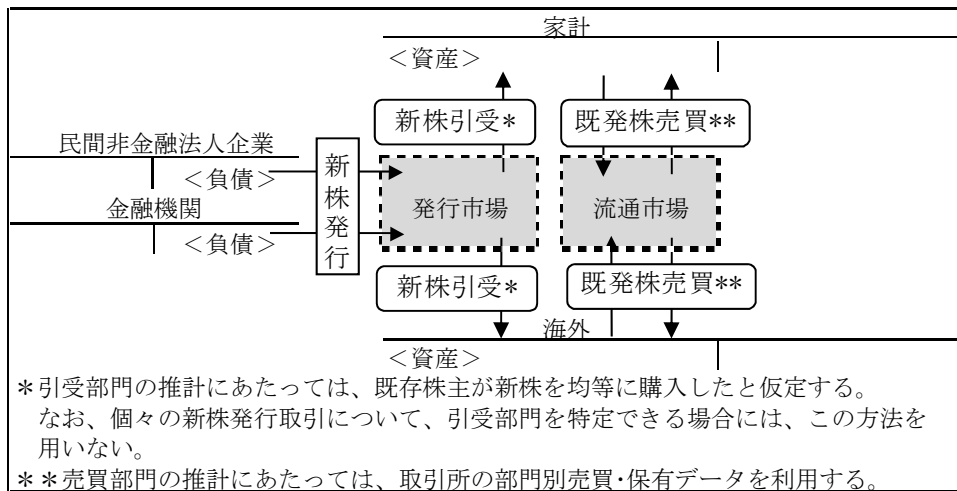 家計
<資産>
新株引受*
既発株売買**
民間非金融法人企業
<負債>
新株発行
発行市場
流通市場
金融機関
<負債>
新株引受*
既発株売買**
海外
<資産>
*引受部門の推計にあたっては、既存株主が新株を均等に購入したと仮定する。
なお、個々の新株発行取引について、引受部門を特定できる場合には、この方法を
用いない。
**売買部門の推計にあたっては、取引所の部門別売買・保有データを利用する。